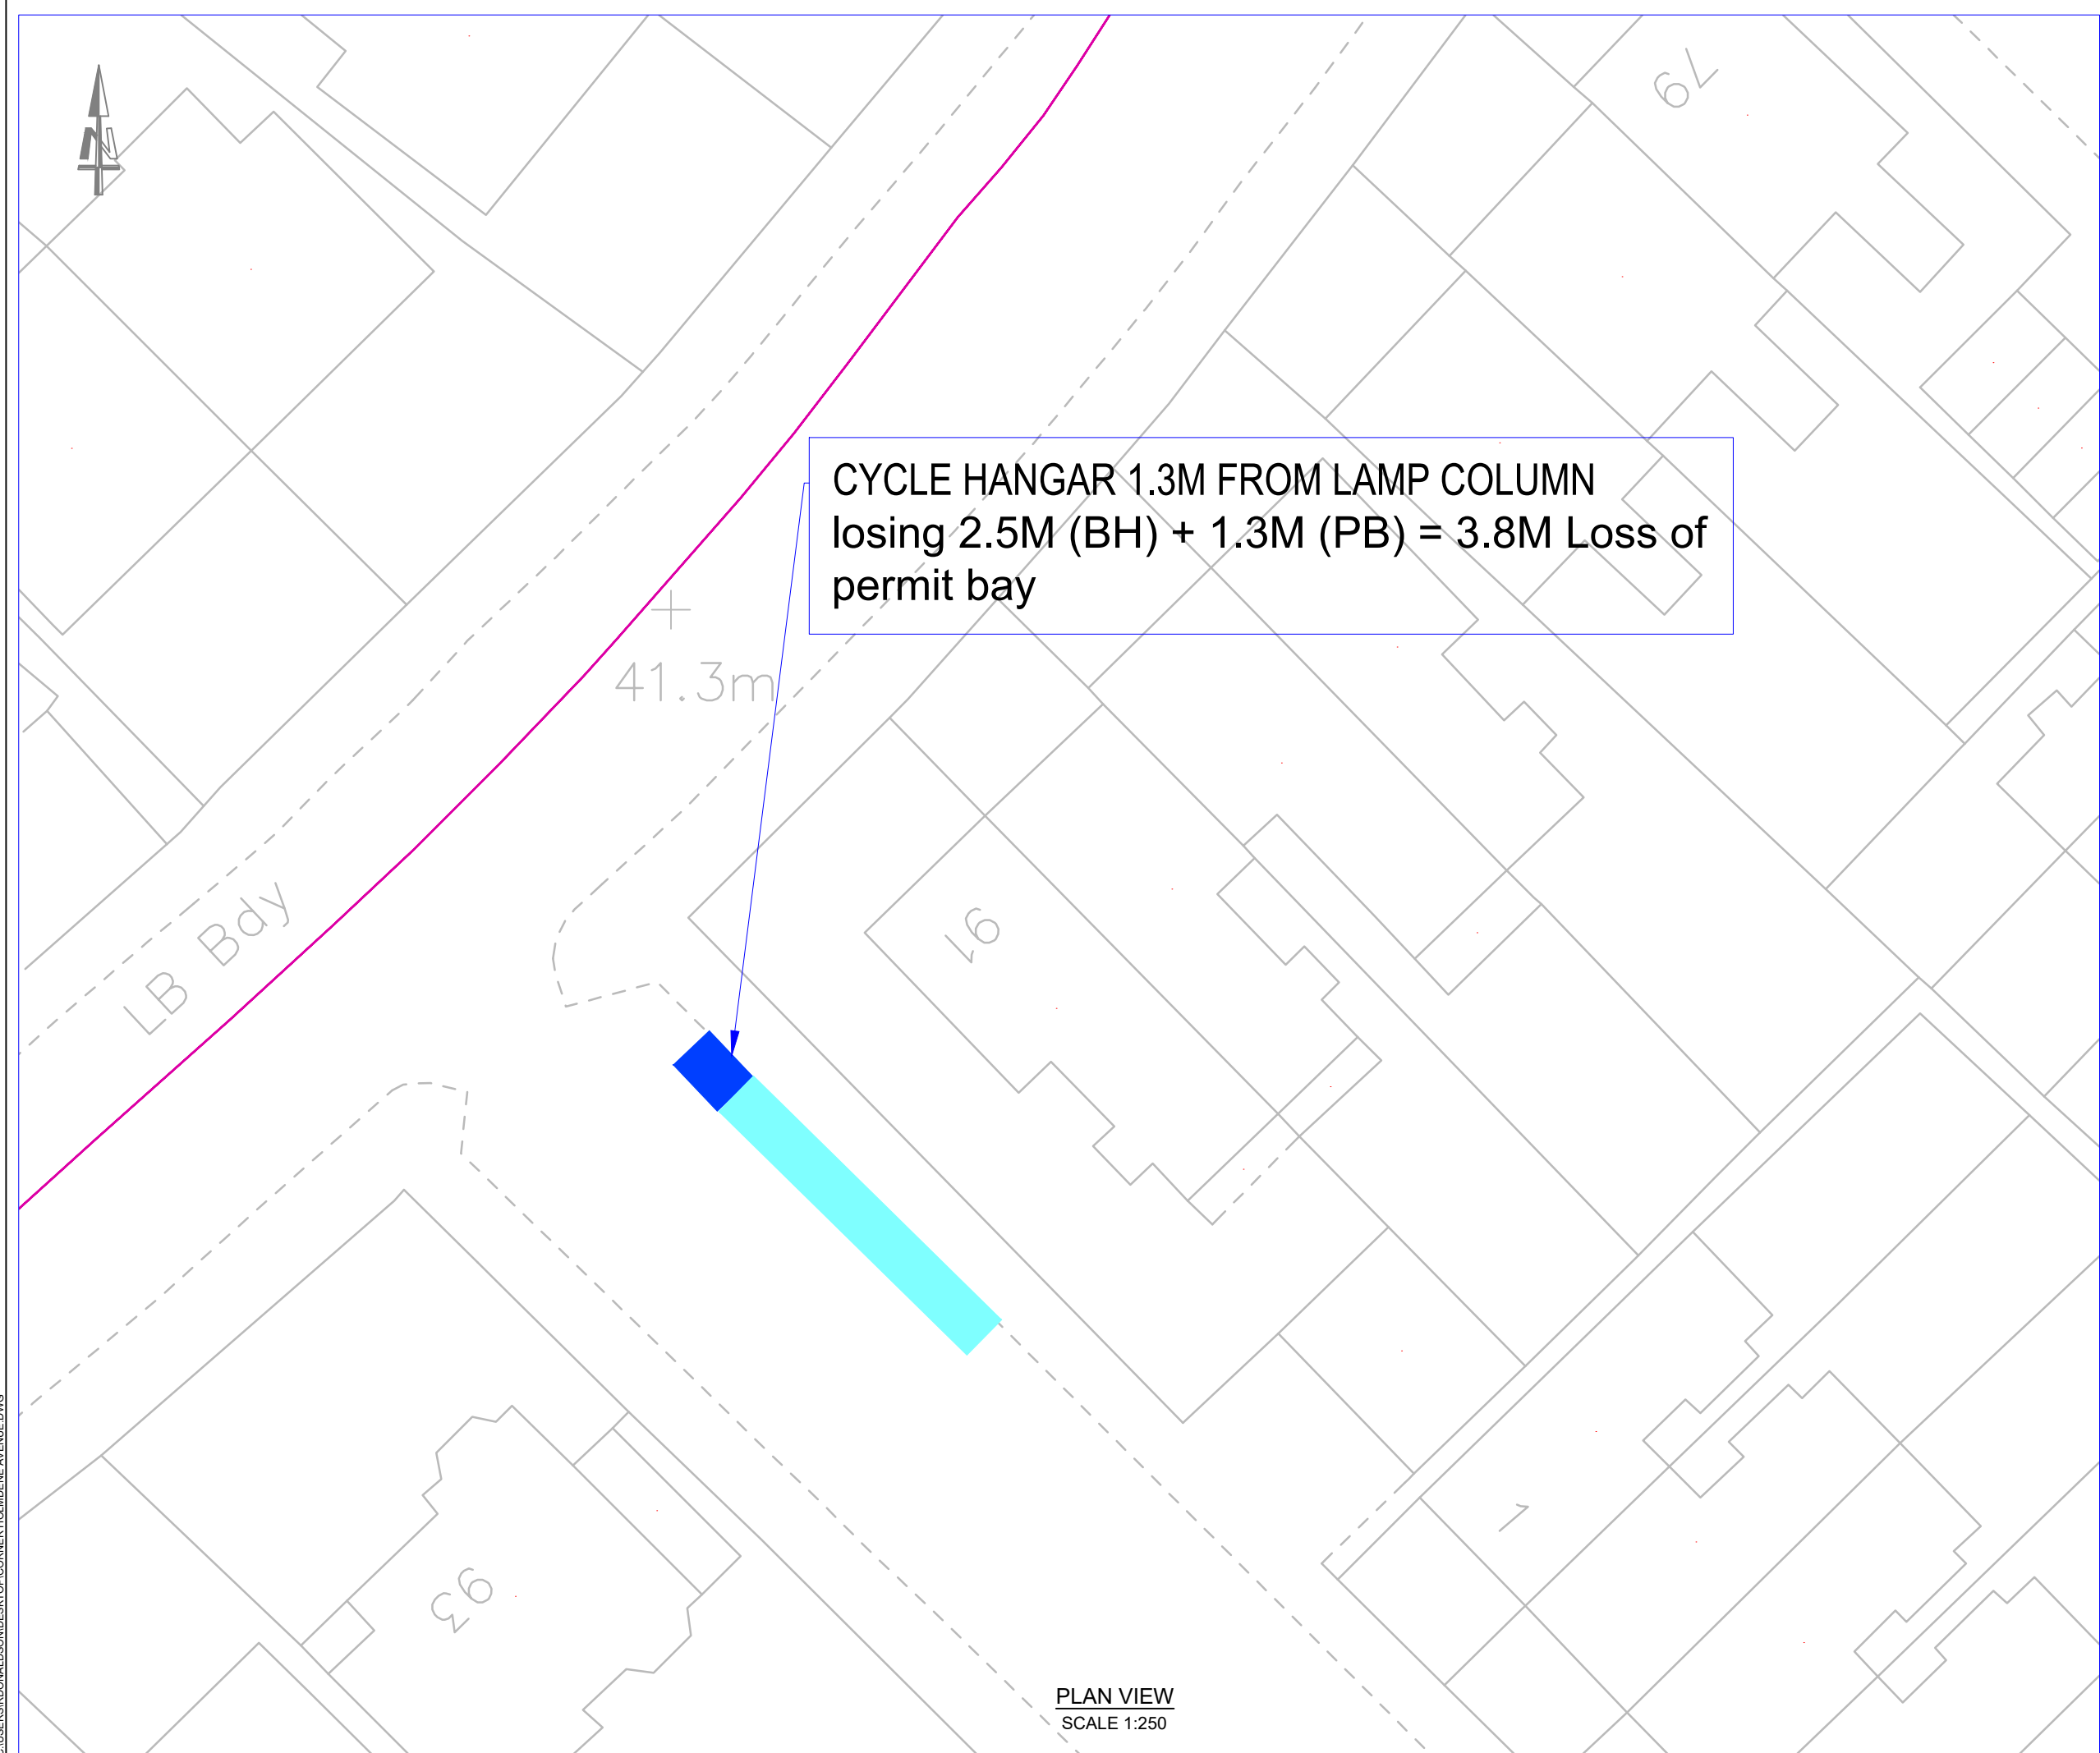 N
79
CYCLE HANGAR 1.3M FROM LAMP COLUMN
losing 2.5M (BH) + 1.3M (PB) = 3.8M Loss of
permit bay
41.3m
LB Bdy
91
1
93
PLAN VIEW
SCALE 1:250